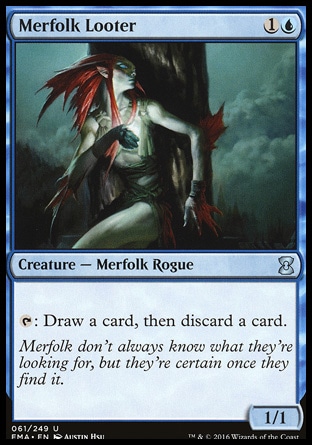 Merfolk Looter 1
: Draw a card, then discard a card.
Creature — Merfolk Rogue
Merfolk don't always know what they're
looking for, but they're certain once they
find it.
1/1
061/249 U
EMA • EN Austin Hsu ™ & © 2016 Wizards of the Coast